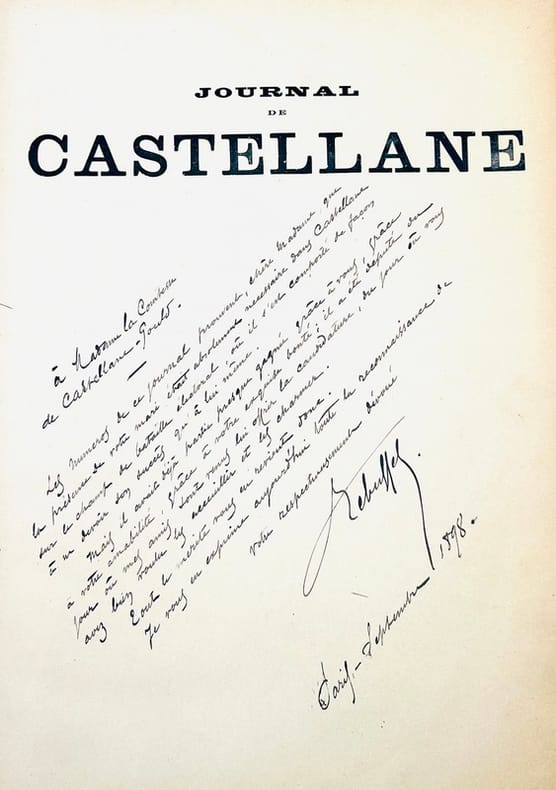 JOURNAL
DE
CASTELLANE
à Madame la Comtesse
de Castellane-Gould.
Les numeros de ce journal prouvent, chère Madame que
la présence de votre mari était absolument nécessaire dans Castellane
sur le champ de bataille électoral où il s'est comporté de façon
à ne devoir son succès qu'à lui même.
Mais il avait déjà partie presque gagnée grâce à vous, grâce
à votre amabilité, grâce à votre exquise bonté; il a été député du
jour où mes amis sont venus lui offrir la candidature, du jour où vous
avez bien voulu les accueillir et les charmer.
Tout le mérite vous en revient donc.
Je vous en exprime aujourd'hui toute la reconnaissance de
votre respectueusement dévoué
Rebuffel
Paris - Septembre 1898.